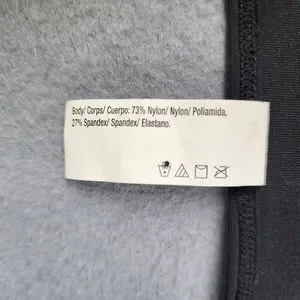 Body/ Corps/ Cuerpo: 73% Nylon/ Nylon/ Poliamida,
27% Spandex/ Spandex/ Elastano.